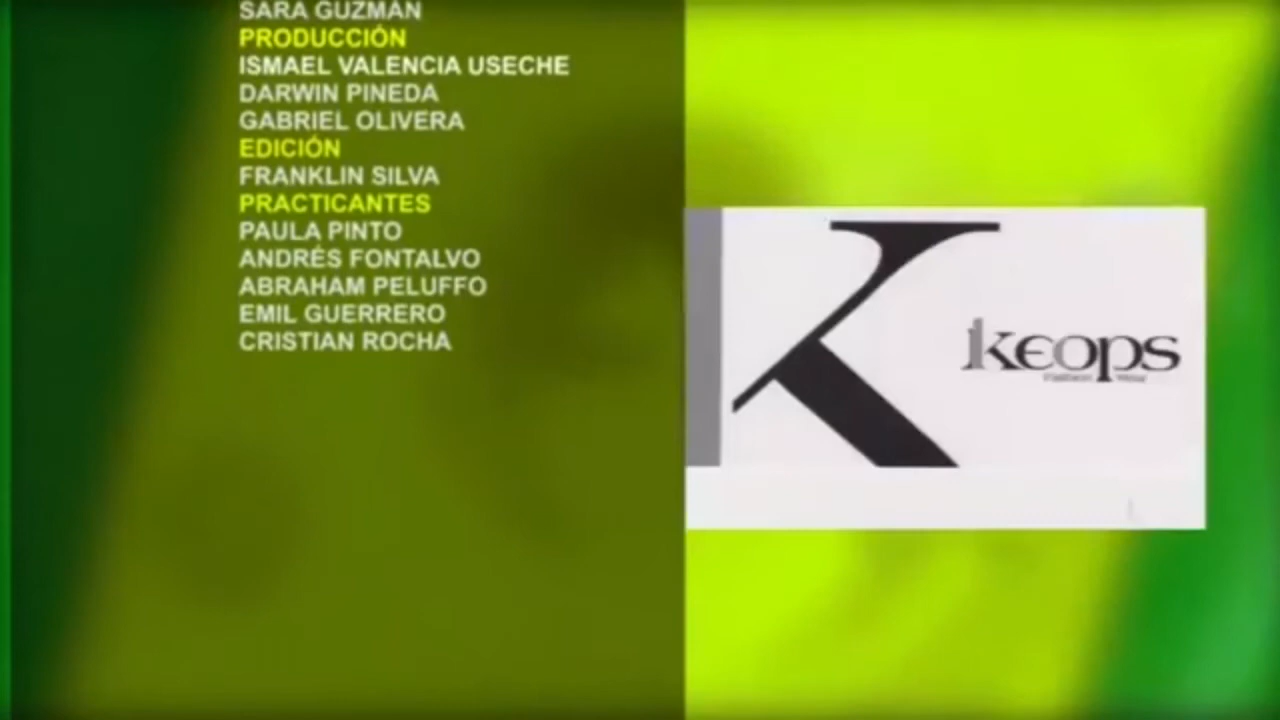 SARA GUZMÁN
PRODUCCIÓN
ISMAEL VALENCIA USECHE
DARWIN PINEDA
GABRIEL OLIVERA
EDICIÓN
FRANKLIN SILVA
PRACTICANTES
PAULA PINTO
ANDRÉS FONTALVO
ABRAHAM PELUFFO
EMIL GUERRERO
CRISTIAN ROCHA
K
keops